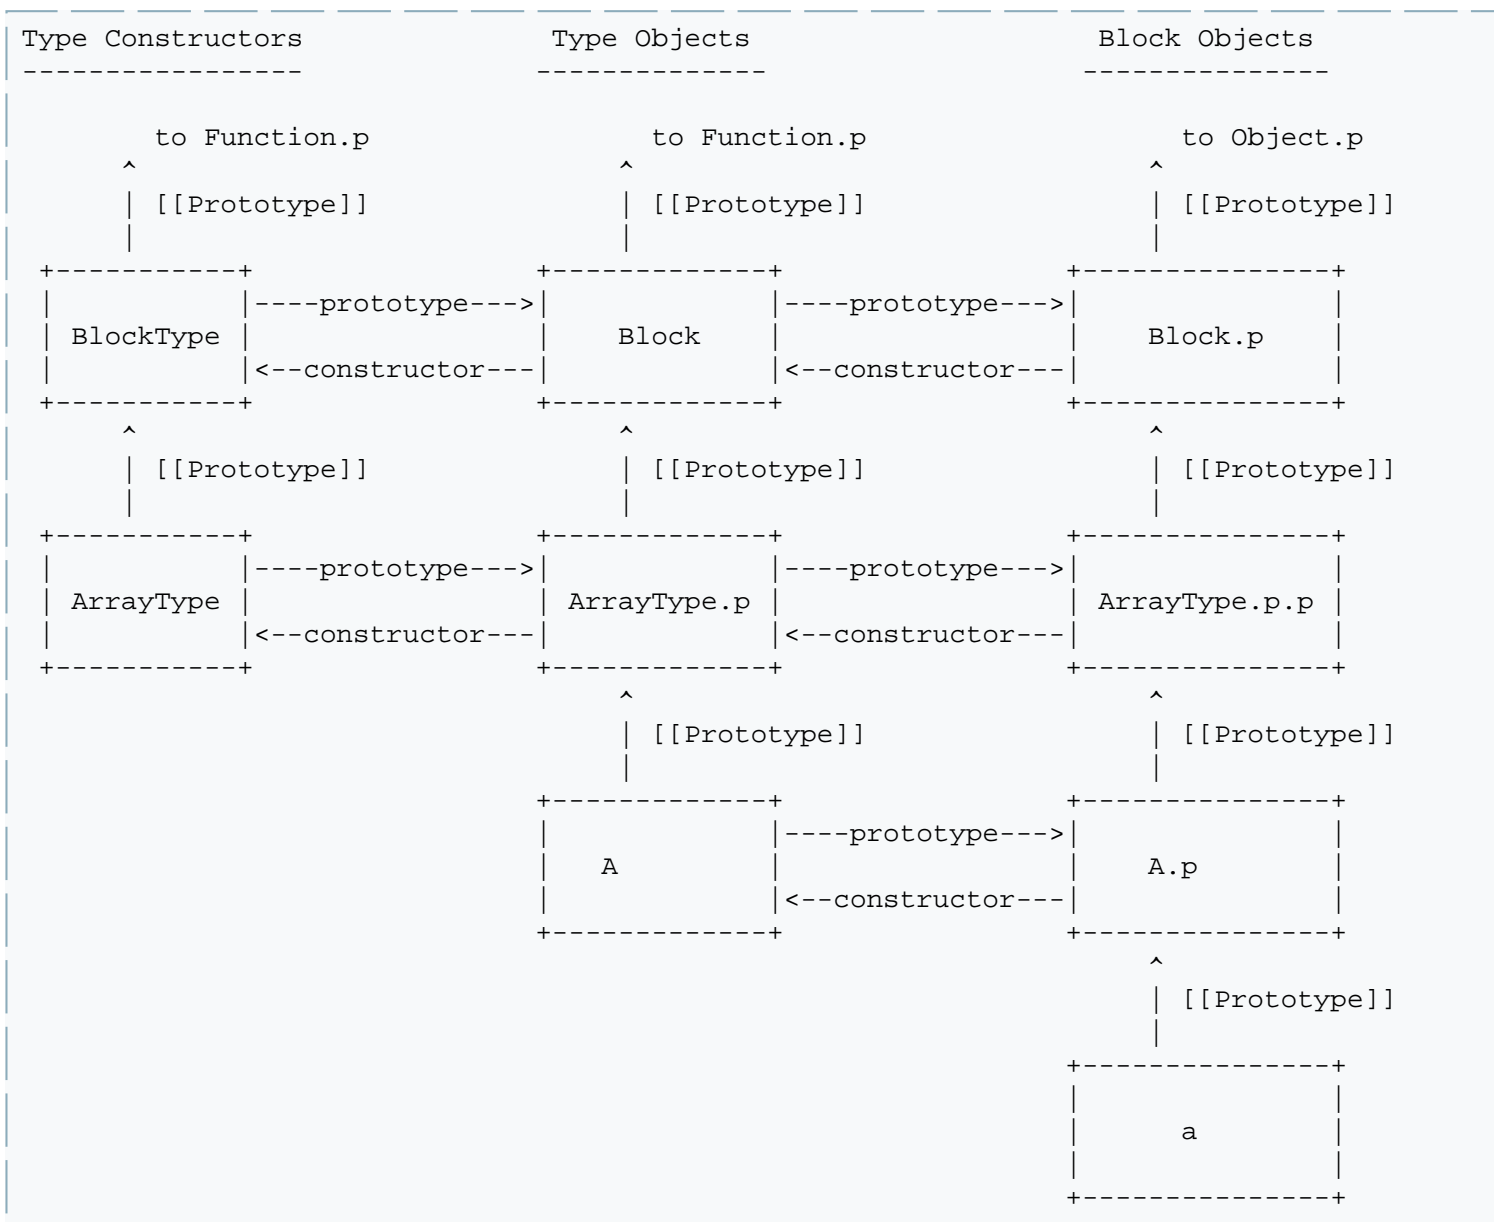 Type Constructors                Type Objects                      Block Objects
-----------------               --------------                    ---------------

        to Function.p                 to Function.p                   to Object.p
      ^                             ^                               ^
      | [[Prototype]]               | [[Prototype]]                 | [[Prototype]]
      |                             |                               |
 +-----------+                 +-------------+                 +---------------+
 |           |----prototype--->|             |----prototype--->|               |
 | BlockType |                 |    Block    |                 |    Block.p    |
 |           |<--constructor---|             |<--constructor---|               |
 +-----------+                 +-------------+                 +---------------+
      ^                             ^                               ^
      | [[Prototype]]               | [[Prototype]]                 | [[Prototype]]
      |                             |                               |
 +-----------+                 +-------------+                 +---------------+
 |           |----prototype--->|             |----prototype--->|               |
 | ArrayType |                 | ArrayType.p |                 | ArrayType.p.p |
 |           |<--constructor---|             |<--constructor---|               |
 +-----------+                 +-------------+                 +---------------+
                                    ^                               ^
                                    | [[Prototype]]                 | [[Prototype]]
                                    |                               |
                               +-------------+                 +---------------+
                               |             |----prototype--->|               |
                               |   A         |                 |    A.p        |
                               |             |<--constructor---|               |
                               +-------------+                 +---------------+
                                                                    ^
                                                                    | [[Prototype]]
                                                                    |
                                                               +---------------+
                                                               |               |
                                                               |      a        |
                                                               |               |
                                                               +---------------+